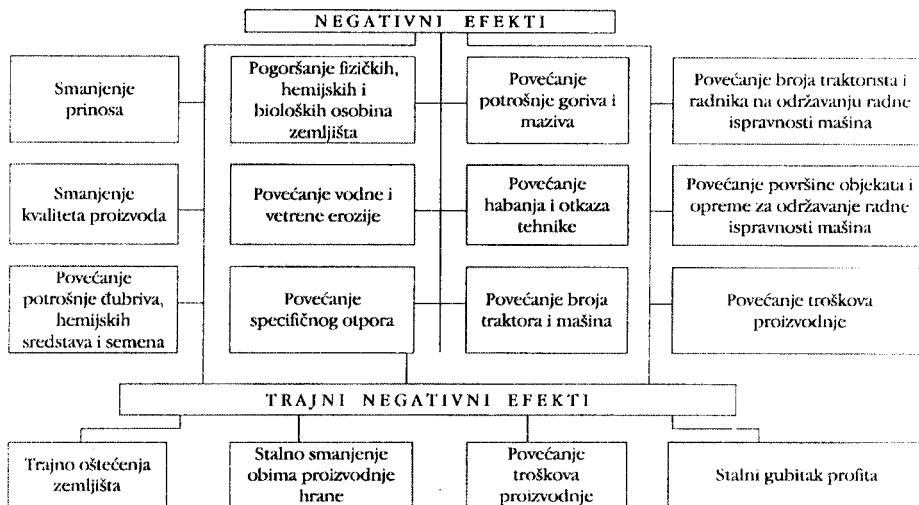 NEGATIVNI EFEKTI
Smanjenje
prinosa
Pogoršanje fizičkih,
hemijskih i
bioloških osobina
zemljišta
Povećanje
potrošnje goriva i
maziva
Povećanje broja traktorista i
radnika na održavanju radne
ispravnosti mašina
Smanjenje
kvaliteta proizvoda
Povećanje vodne i
vetrene erozije
Povećanje
habanja i otkaza
tehnike
Povećanje površine objekata i
opreme za održavanje radne
ispravnosti mašina
Povećanje
potrošnje đubriva,
hemijskih
sredstava i semena
Povećanje
specifičnog otpora
Povećanje broja
traktora i mašina
Povećanje troškova
proizvodnje
TRAJNI NEGATIVNI EFEKTI
Trajno oštećenja
zemljišta
Stalno smanjenje
obima proizvodnje
hrane
Povećanje
troškova
proizvodnje
Stalni gubitak profita